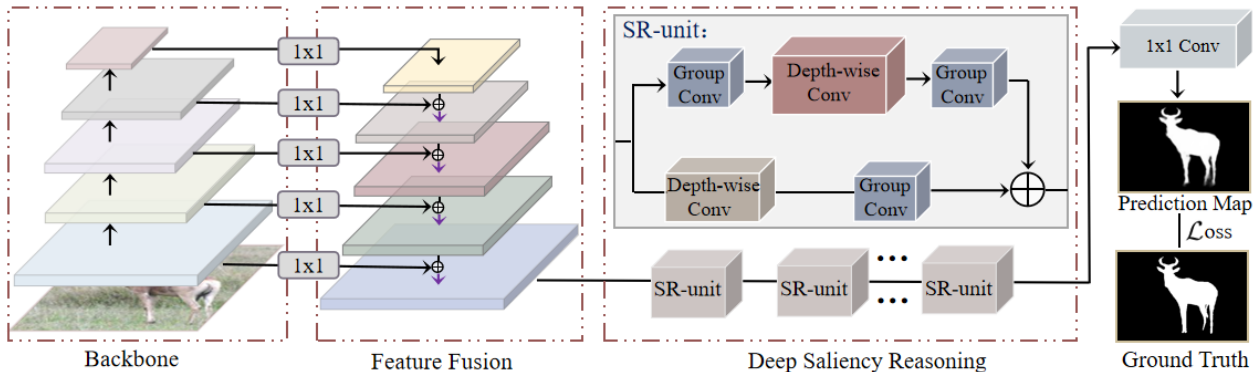 1x1
1x1
1x1
1x1
1x1
Backbone
Feature Fusion
SR-unit:
Group
Conv
Depth-wise
Conv
Group
Conv
Depth-wise
Conv
Group
Conv
SR-unit
SR-unit
SR-unit
Deep Saliency Reasoning
1x1 Conv
Prediction Map
Loss
Ground Truth